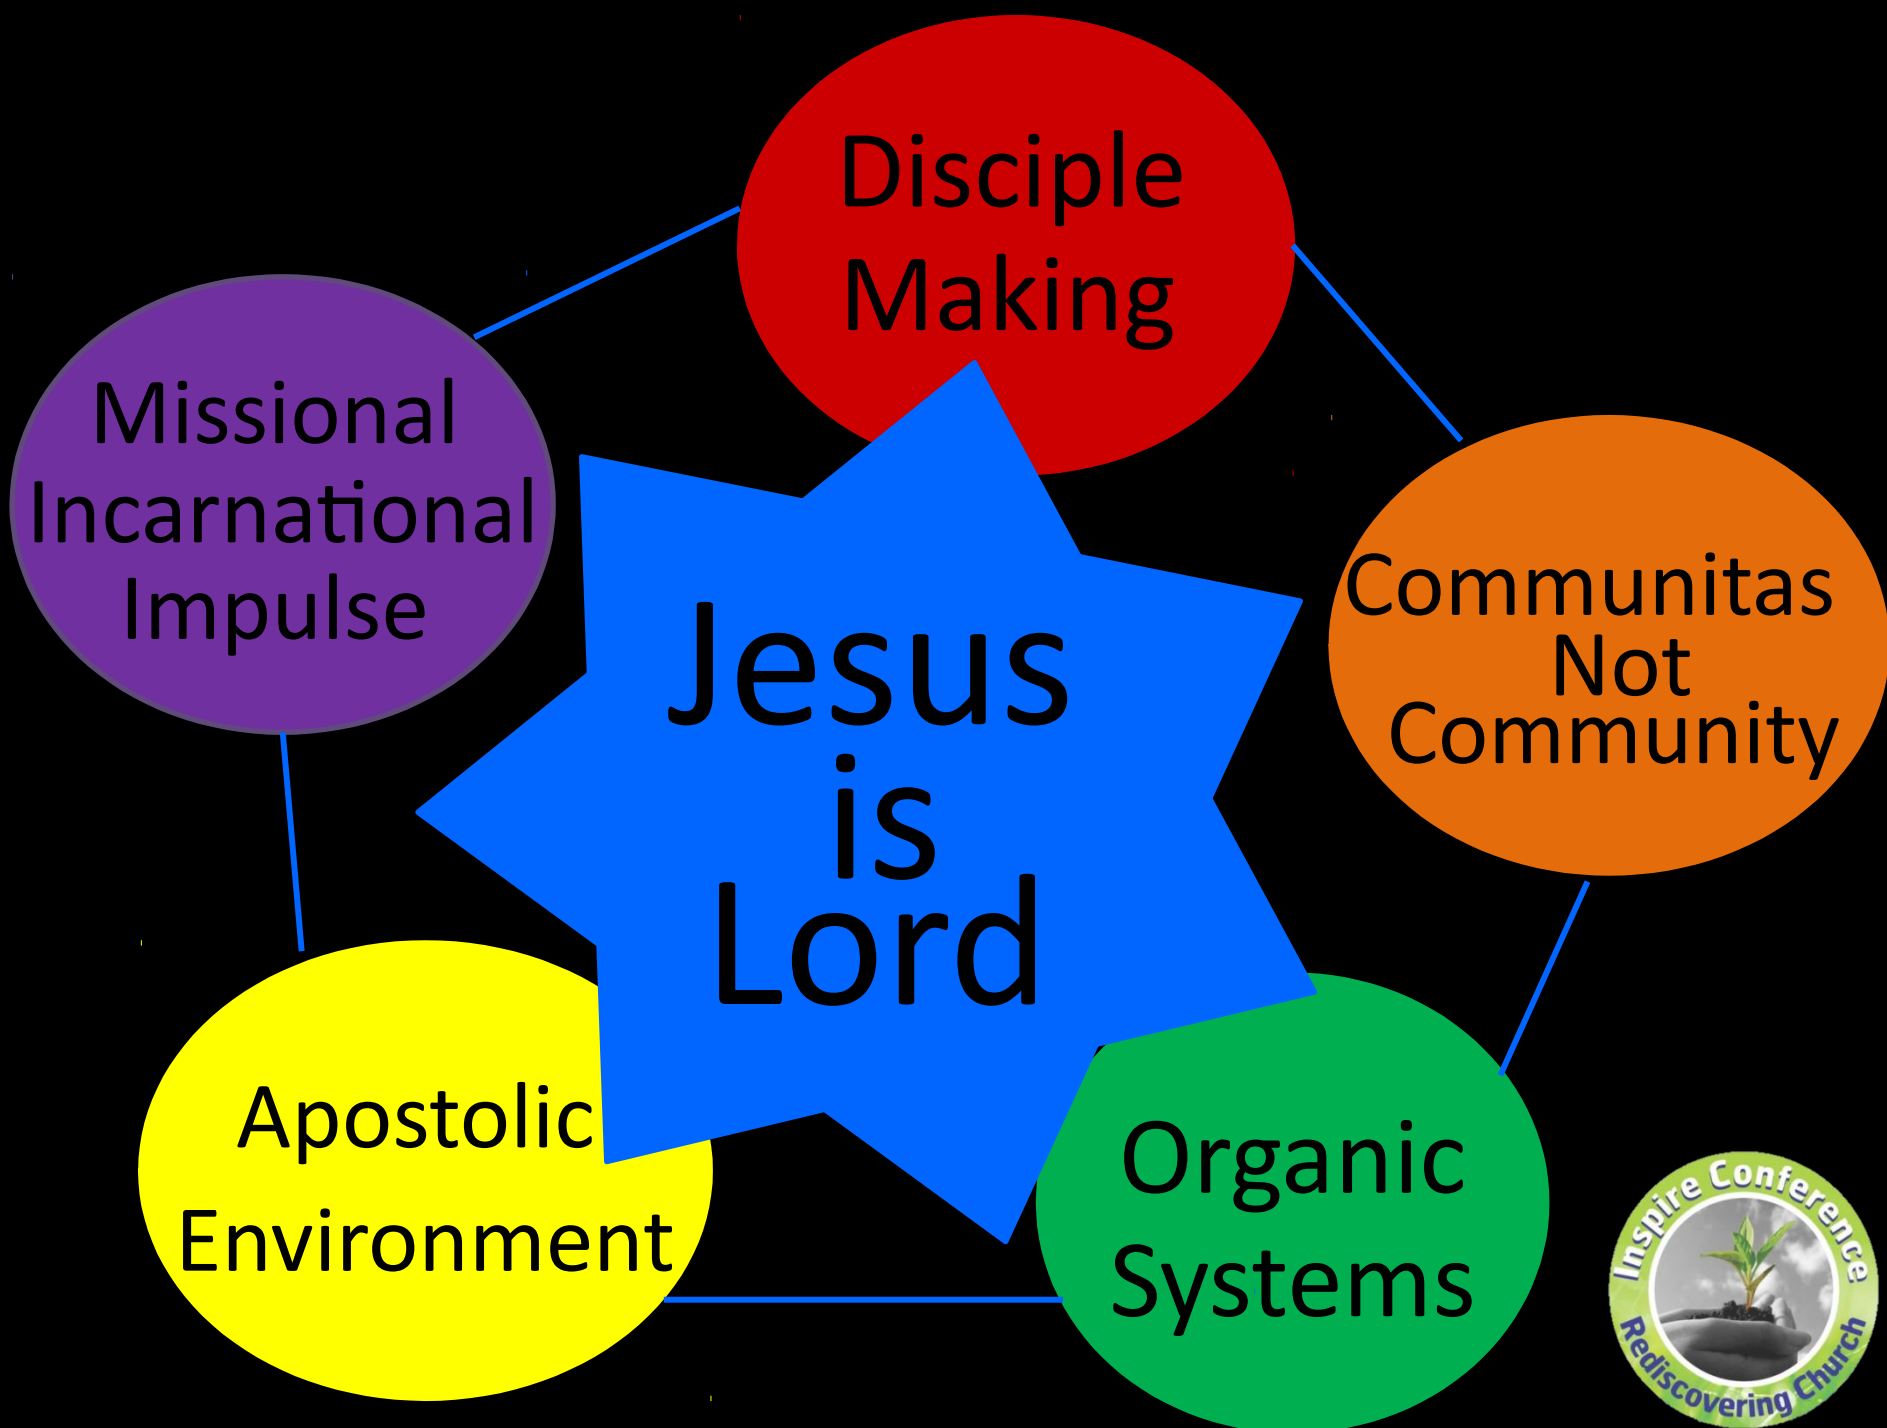 Disciple
Making
Missional
Incarnational
Impulse
Communitas
Not
Community
Jesus
is
Lord
Apostolic
Environment
Organic
Systems
Inspire Conference
Rediscovering Church